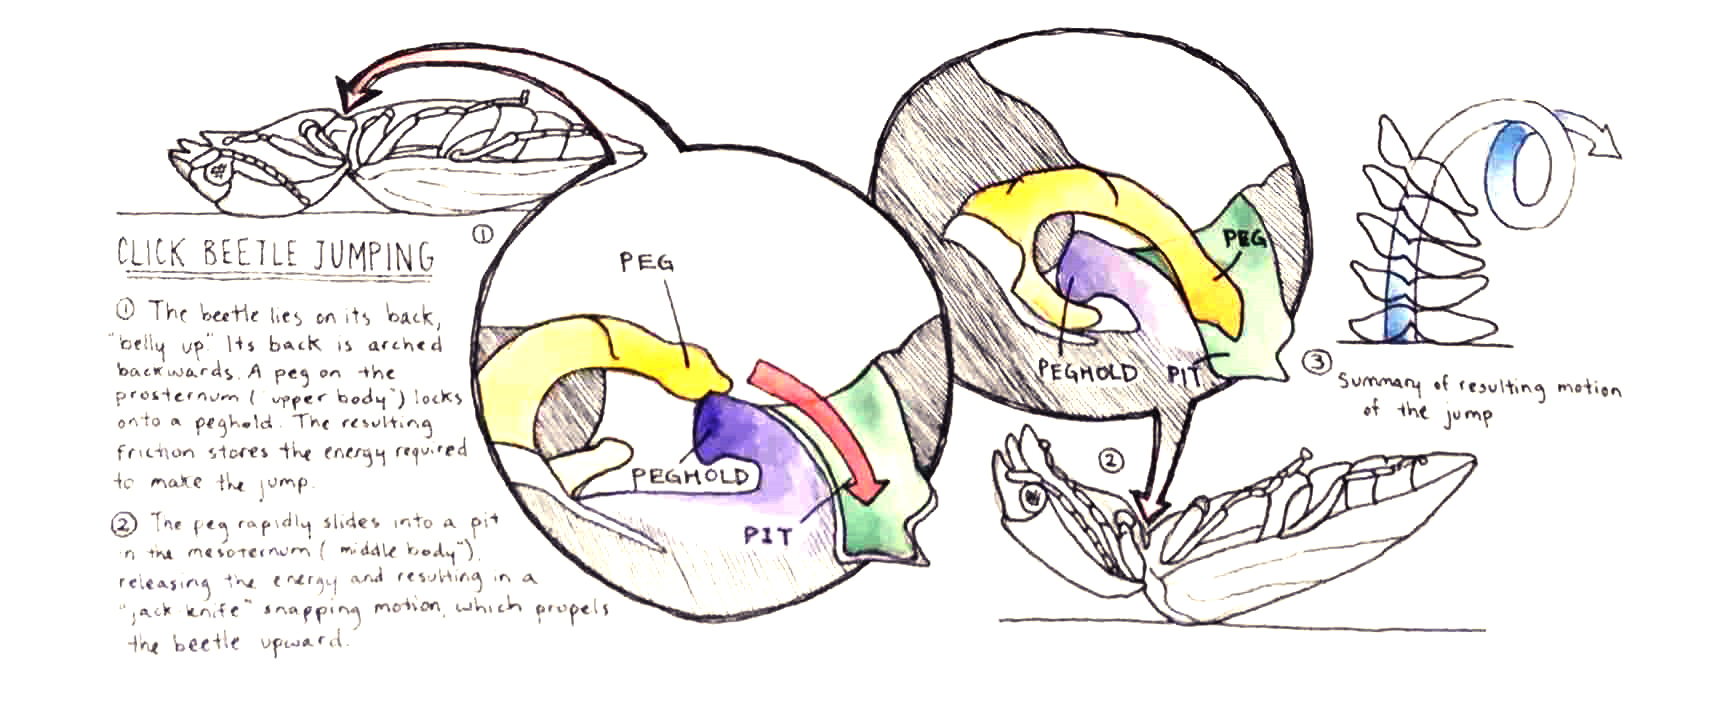 CLICK BEETLE JUMPING
① The beetle lies on its back,
"belly up" Its back is arched
backwards. A peg on the
prosternum ("upper body") locks
onto a peghold. The resulting
friction stores the energy required
to make the jump.
② The peg rapidly slides into a pit
in the mesoternum ("middle body"),
releasing the energy and resulting in a
"jack knife" snapping motion, which propels
the beetle upward.
①
PEG
PEGHOLD
PIT
PEG
PEGHOLD
PIT
②
③
Summary of resulting motion
of the jump